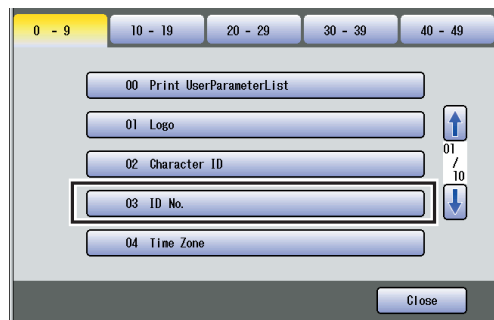 0 - 9 10 - 19 20 - 29 30 - 39 40 - 49
00 Print UserParameterList
01 Logo
02 Character ID
03 ID No.
04 Time Zone
01
/
10
Close